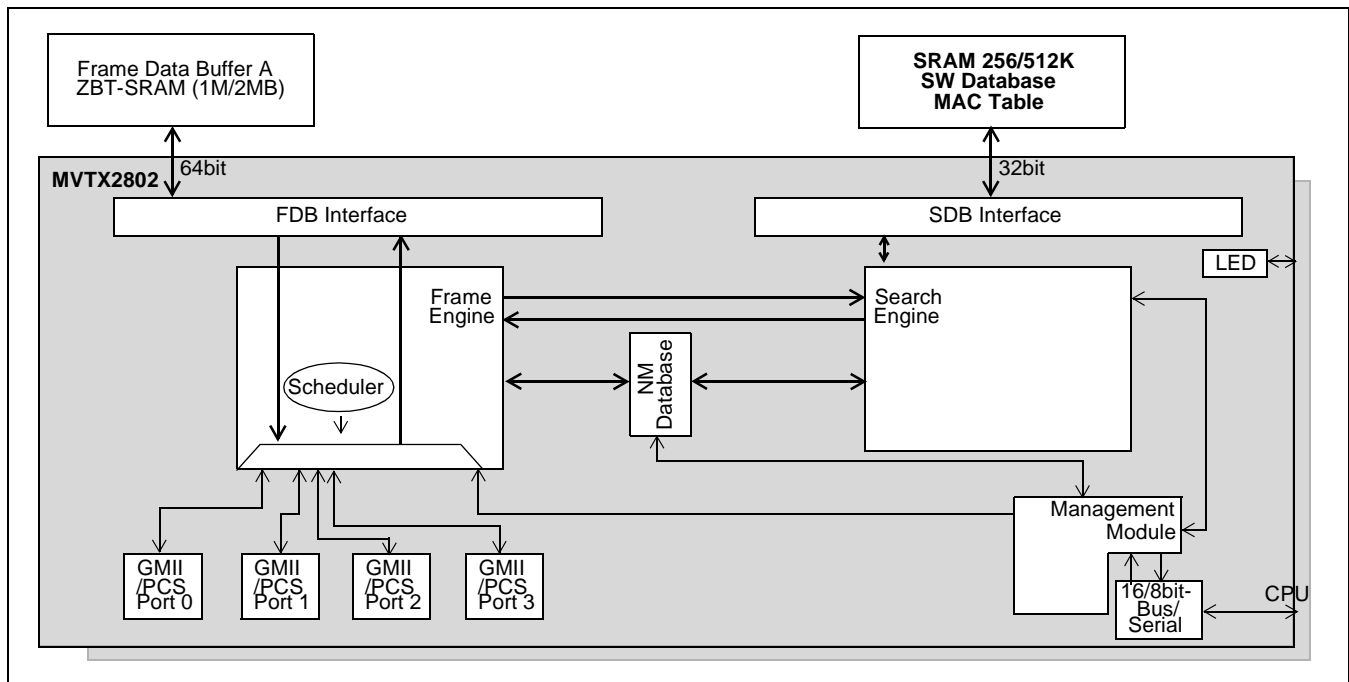 Frame Data Buffer A
ZBT-SRAM (1M/2MB)
SRAM 256/512K
SW Database
MAC Table
64bit
32bit
MVTX2802
FDB Interface
SDB Interface
LED
Frame
Engine
Search
Engine
NM
Database
Scheduler
Management
Module
GMII
/PCS
Port 0
GMII
/PCS
Port 1
GMII
/PCS
Port 2
GMII
/PCS
Port 3
16/8bit-
Bus/
Serial
CPU